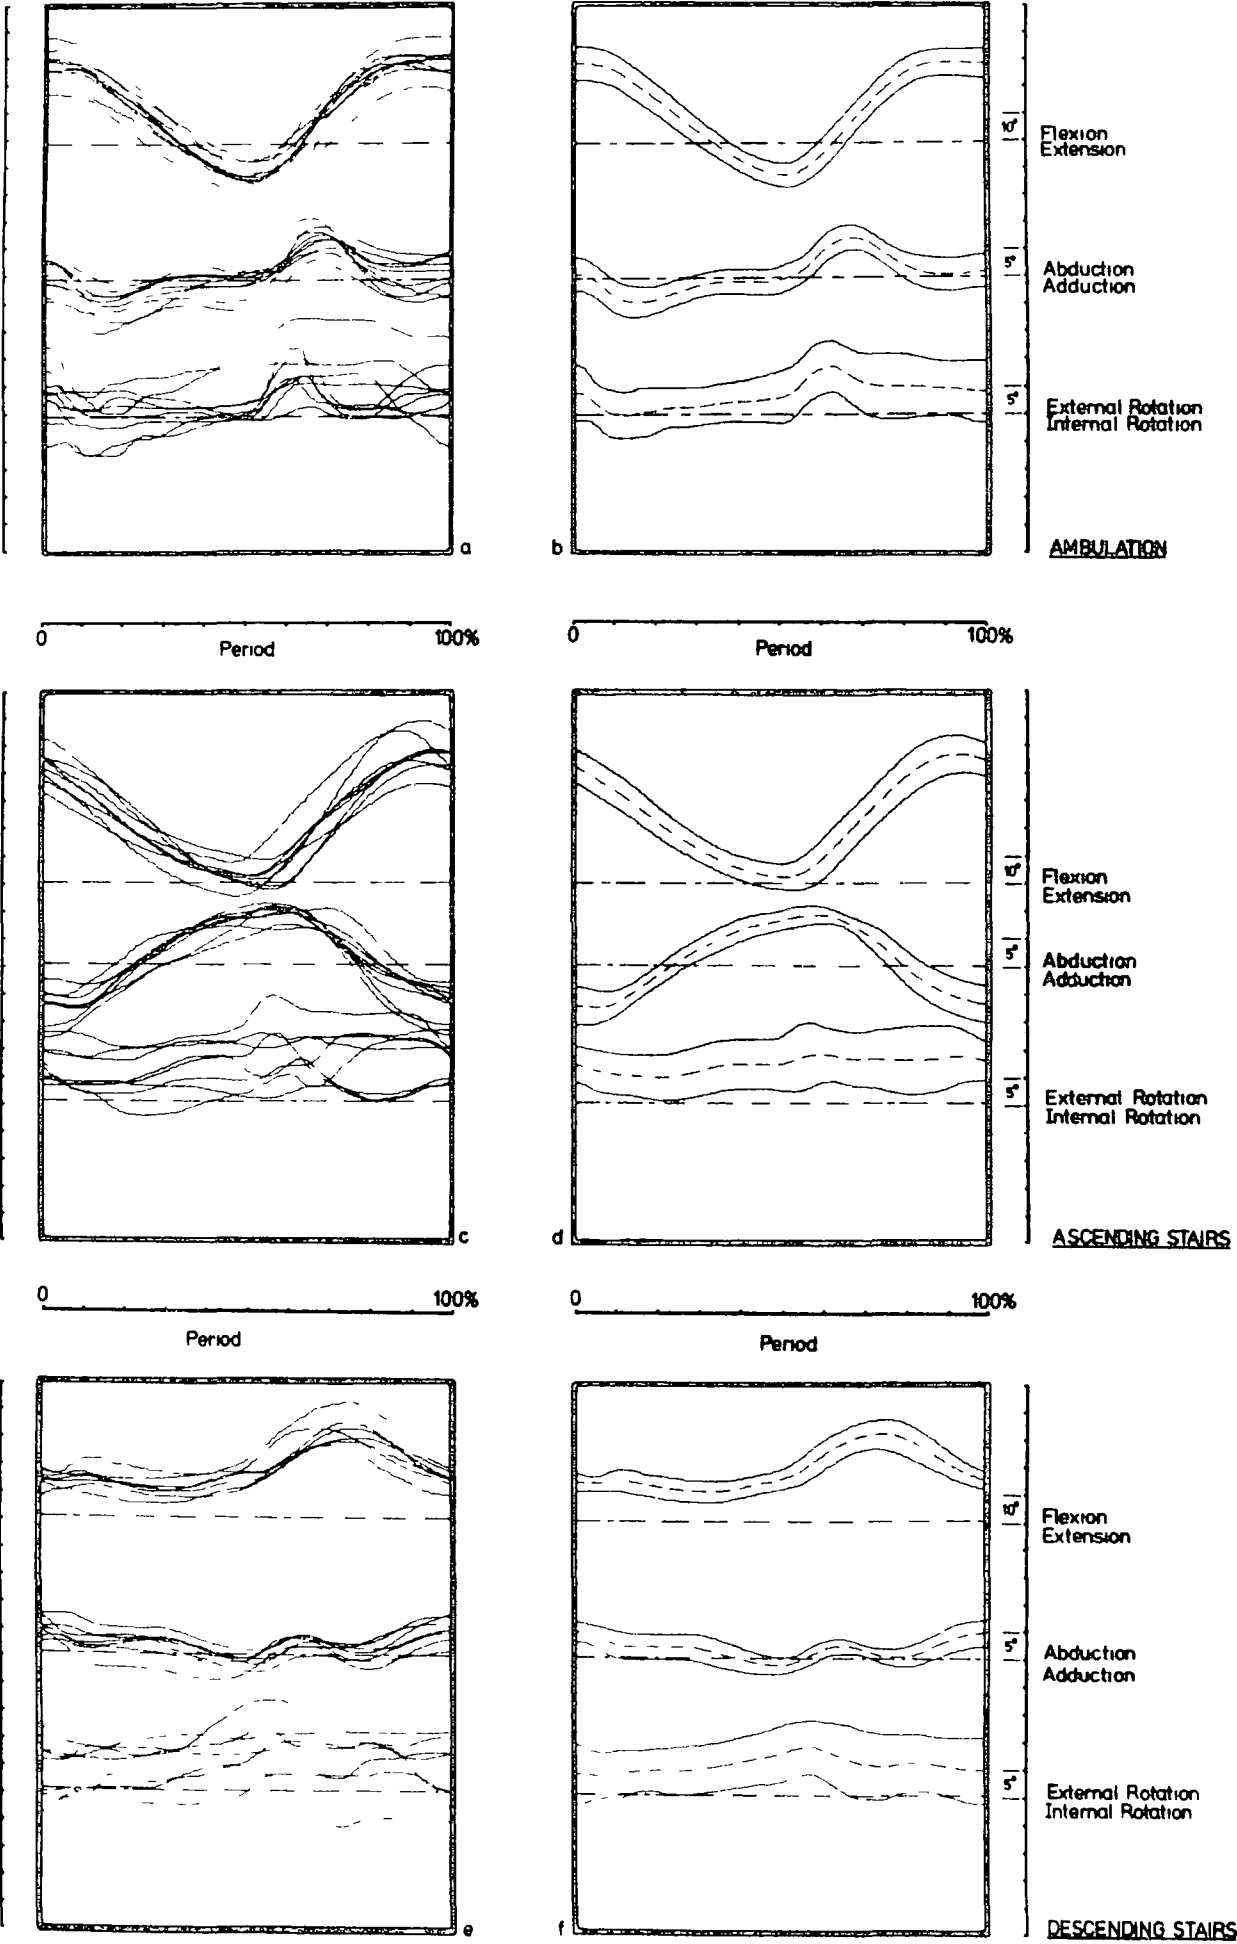 10°
Flexion
Extension
5°
Abduction
Adduction
5°
External Rotation
Internal Rotation
a
b
AMBULATION
0
100%
Period
0
100%
Period
10°
Flexion
Extension
5°
Abduction
Adduction
5°
External Rotation
Internal Rotation
c
d
ASCENDING STAIRS
0
100%
Period
0
100%
Period
10°
Flexion
Extension
5°
Abduction
Adduction
5°
External Rotation
Internal Rotation
e
f
DESCENDING STAIRS